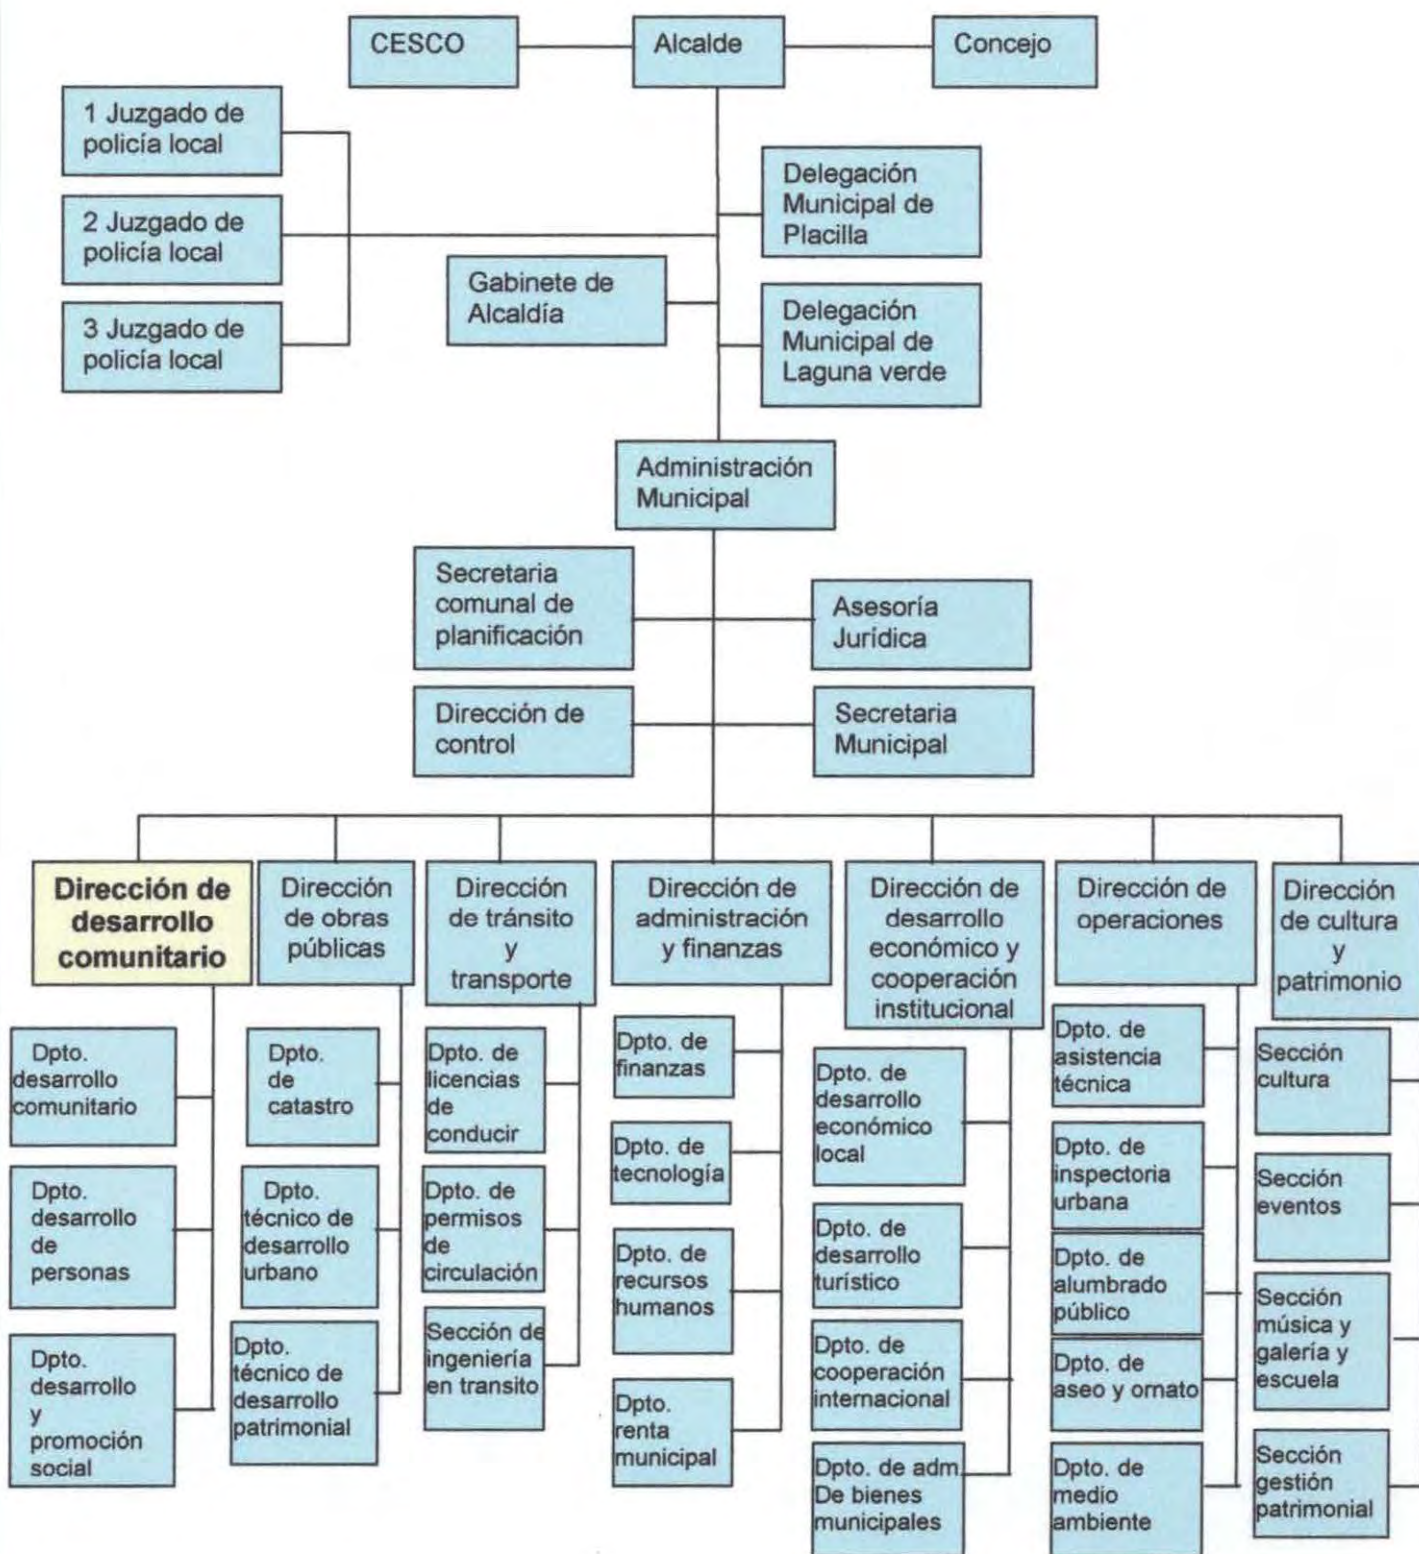 CESCO
Alcalde
Concejo
1 Juzgado de
policía local
2 Juzgado de
policía local
3 Juzgado de
policía local
Delegación
Municipal de
Placilla
Gabinete de
Alcaldía
Delegación
Municipal de
Laguna verde
Administración
Municipal
Secretaria
comunal de
planificación
Asesoría
Jurídica
Dirección de
control
Secretaria
Municipal
Dirección de
desarrollo
comunitario
Dirección
de obras
públicas
Dirección
de tránsito
y
transporte
Dirección de
administración
y finanzas
Dirección de
desarrollo
económico y
cooperación
institucional
Dirección de
operaciones
Dirección
de cultura
y
patrimonio
Dpto.
desarrollo
comunitario
Dpto.
desarrollo
de
personas
Dpto.
desarrollo
y
promoción
social
Dpto.
de
catastro
Dpto.
técnico de
desarrollo
urbano
Dpto.
técnico de
desarrollo
patrimonial
Dpto. de
licencias
de
conducir
Dpto. de
permisos
de
circulación
Sección de
ingeniería
en transito
Dpto. de
finanzas
Dpto. de
tecnología
Dpto. de
recursos
humanos
Dpto.
renta
municipal
Dpto. de
desarrollo
económico
local
Dpto. de
desarrollo
turístico
Dpto. de
cooperación
internacional
Dpto. de adm.
De bienes
municipales
Dpto. de
asistencia
técnica
Dpto. de
inspectoria
urbana
Dpto. de
alumbrado
público
Dpto. de
aseo y ornato
Dpto. de
medio
ambiente
Sección
cultura
Sección
eventos
Sección
música y
galería y
escuela
Sección
gestión
patrimonial